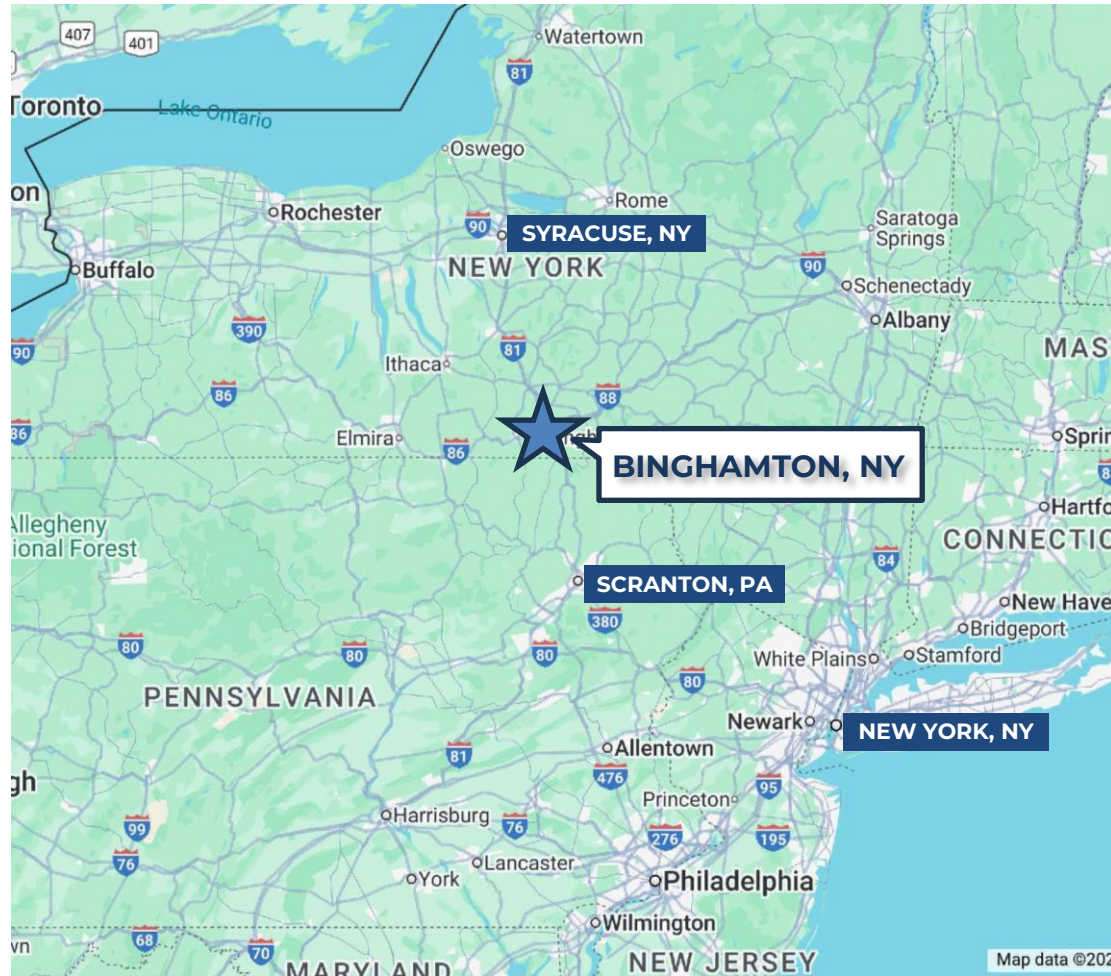 407
401
Watertown
81
Toronto
Lake Ontario
Oswego
on
Rochester
Rome
90
SYRACUSE, NY
Saratoga
Springs
NEW YORK
90
Buffalo
Schenectady
390
Albany
90
81
MAS
Ithaca
86
88
86
Elmira
86
Sprin
BINGHAMTON, NY
8
Hartfo
Allegheny
ional Forest
CONNECTIC
84
SCRANTON, PA
New Have
380
Bridgeport
80
80
80
White Plains
Stamford
80
PENNSYLVANIA
Newark
NEW YORK, NY
81
Allentown
476
gh
95
Princeton
Harrisburg
99
76
276
195
76
Lancaster
York
Philadelphia
Wilmington
68
70
wn
MARYLAND
NEW JERSEY
Map data ©202